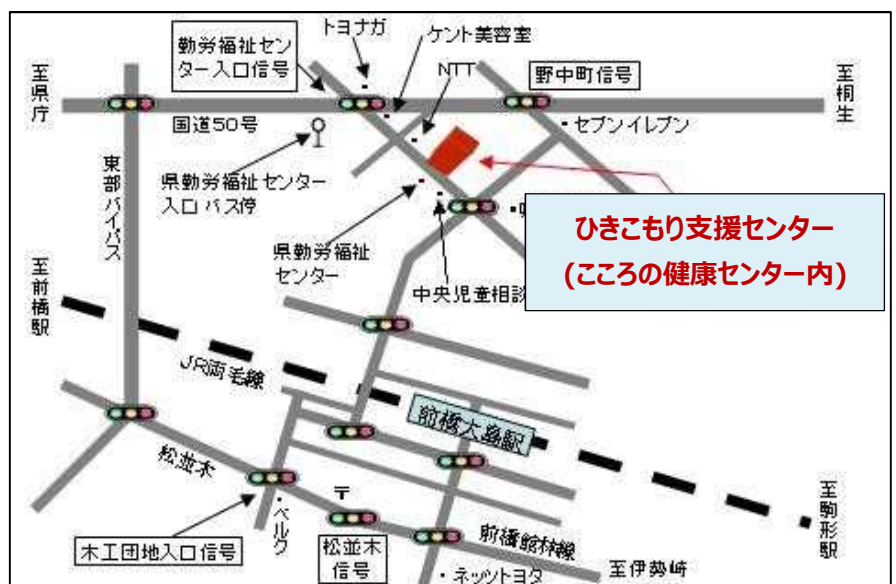 トヨナガ
ケント美容室
勤労福祉セン
ター入口信号
NTT
野中町信号
至県庁
至桐生
国道50号
セブンイレブン
東部バイパス
県勤労福祉センター
入口バス停
ひきこもり支援センター
(こころの健康センター内)
県勤労福祉
センター
中央児童相談
至前橋駅
JR両毛線
前橋大島駅
松並木
至駒形駅
〒
ベルク
木工団地入口信号
松並木
信号
前橋館林線
ネッツトヨタ
至伊勢崎